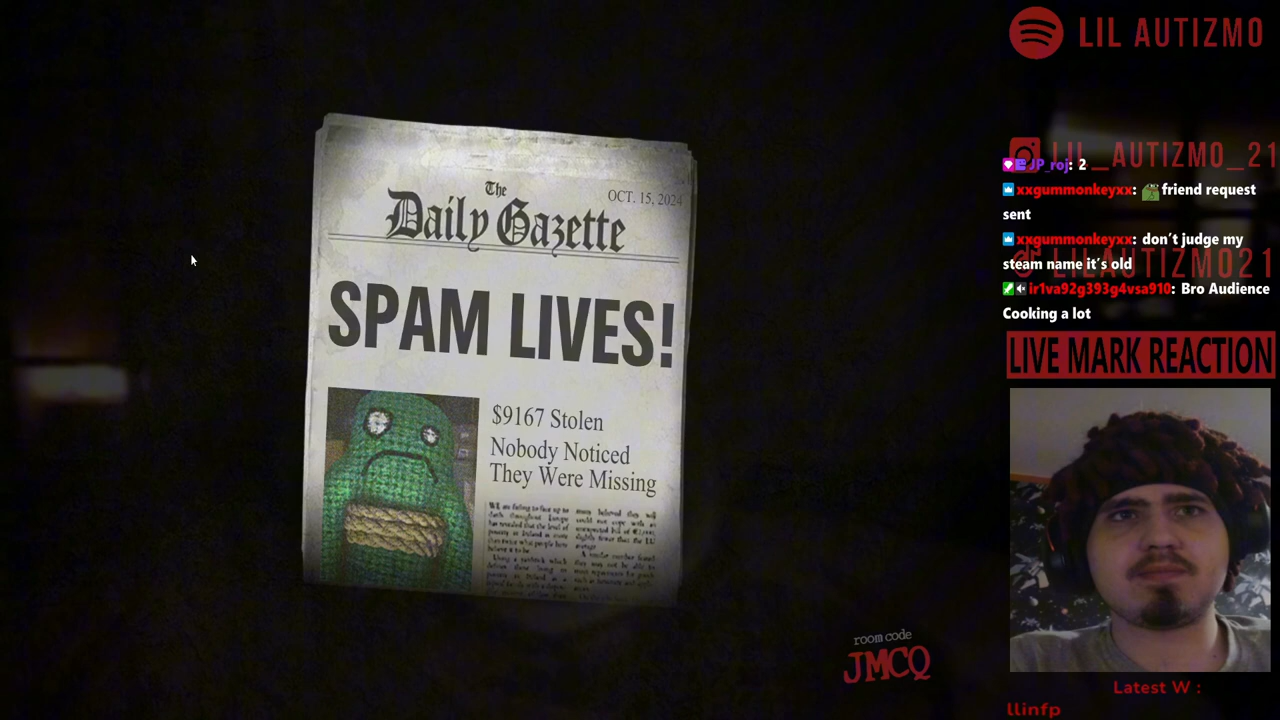 The
OCT. 15, 2024
Daily Gazette
SPAM LIVES!
$9167 Stolen
Nobody Noticed
They Were Missing
room code
JMCQ
LIL AUTIZMO
LIL_AUTIZMO_21
JP_roj: 2
xxgummonkeyxx: friend request
sent
xxgummonkeyxx: don't judge my
steam name it's old
LILAUTIZMO21
ir1va92g393g4vsa910: Bro Audience
Cooking a lot
LIVE MARK REACTION
Latest W :
llinfp